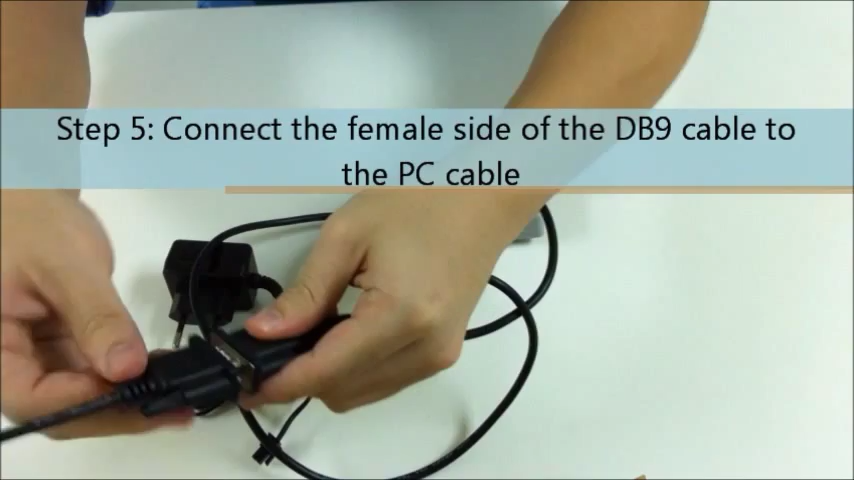 Step 5: Connect the female side of the DB9 cable to
the PC cable